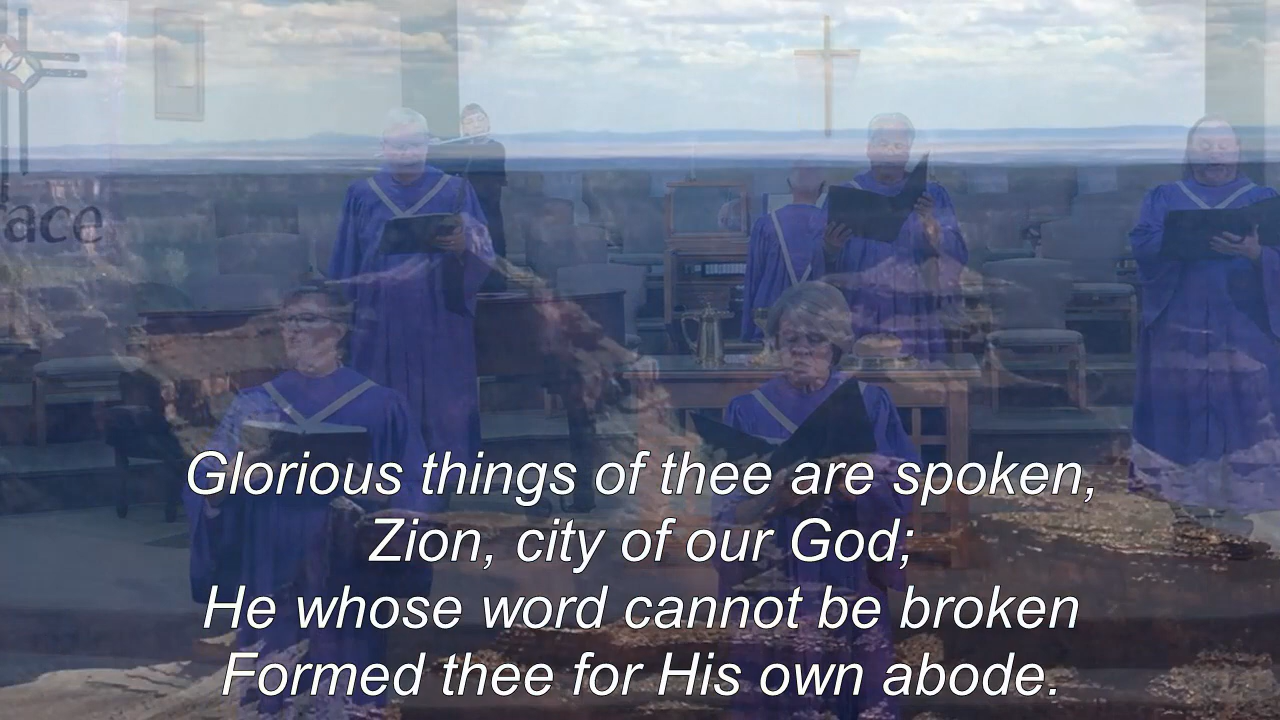 ace
Glorious things of thee are spoken,
Zion, city of our God;
He whose word cannot be broken
Formed thee for His own abode.